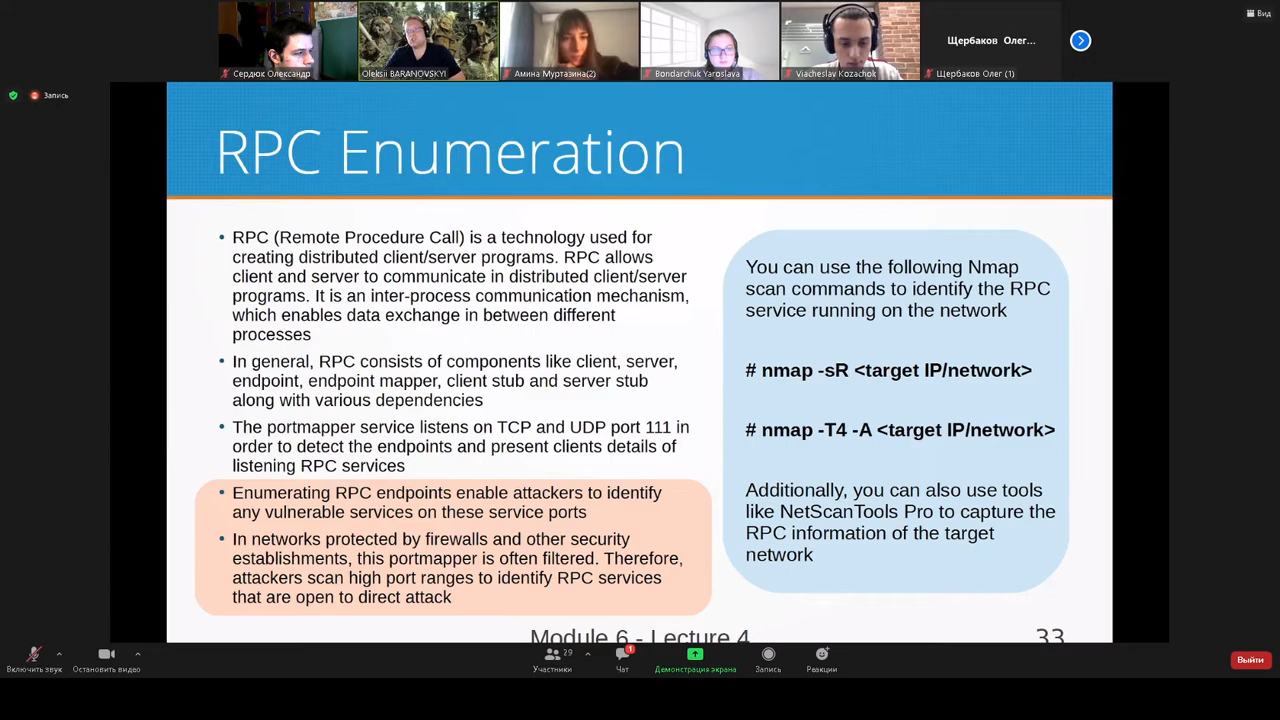 Вид
Щербаков Олег...
Сердюк Олександр
Oleksii BARANOVSKYI
Амина Муртазина(2)
Bondarchuk Yaroslava
Viacheslav Kozachok
Щербаков Олег (1)
Запись
RPC Enumeration
• RPC (Remote Procedure Call) is a technology used for
creating distributed client/server programs. RPC allows
client and server to communicate in distributed client/server
programs. It is an inter-process communication mechanism,
which enables data exchange in between different
processes
• In general, RPC consists of components like client, server,
endpoint, endpoint mapper, client stub and server stub
along with various dependencies
• The portmapper service listens on TCP and UDP port 111 in
order to detect the endpoints and present clients details of
listening RPC services
• Enumerating RPC endpoints enable attackers to identify
any vulnerable services on these service ports
• In networks protected by firewalls and other security
establishments, this portmapper is often filtered. Therefore,
attackers scan high port ranges to identify RPC services
that are open to direct attack
You can use the following Nmap
scan commands to identify the RPC
service running on the network
# nmap -sR <target IP/network>
# nmap -T4 -A <target IP/network>
Additionally, you can also use tools
like NetScanTools Pro to capture the
RPC information of the target
network
Module 6 - Lecture 4
33
Включить звук
Остановить видео
29
Участники
1
Чат
Демонстрация экрана
Запись
Реакции
Выйти